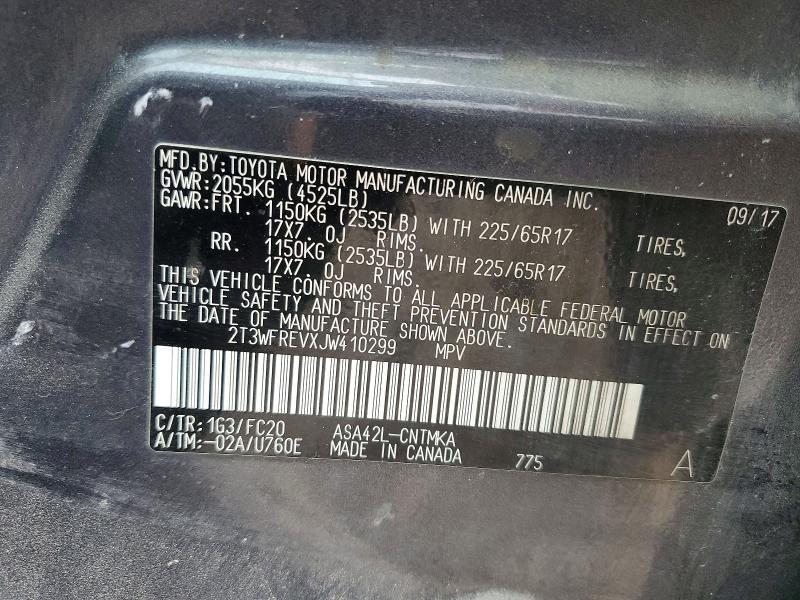 MFD. BY: TOYOTA MOTOR MANUFACTURING CANADA INC.
GVWR: 2055KG (4525LB) 09/17
GAWR: FRT. 1150KG (2535LB) WITH 225/65R17 TIRES,
17X7. 0J RIMS.
RR. 1150KG (2535LB) WITH 225/65R17 TIRES,
17X7. 0J RIMS.
THIS VEHICLE CONFORMS TO ALL APPLICABLE FEDERAL MOTOR
VEHICLE SAFETY AND THEFT PREVENTION STANDARDS IN EFFECT ON
THE DATE OF MANUFACTURE SHOWN ABOVE.
2T3WFREVXJW410299 MPV
C/TR: 1G3/FC20 ASA42L-CNTMKA
A/TM: -02A/U760E MADE IN CANADA 775 A